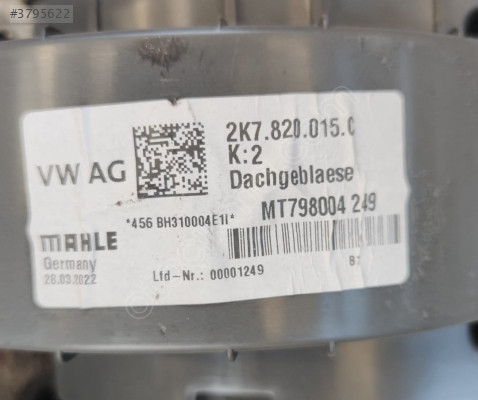 #3795622
2K7.820.015.C
K:2
VW AG
Dachgeblaese
*456 BH310004E1I*
MT798004 249
MAHLE
Germany
28.03.2022
Lfd-Nr.: 00001249